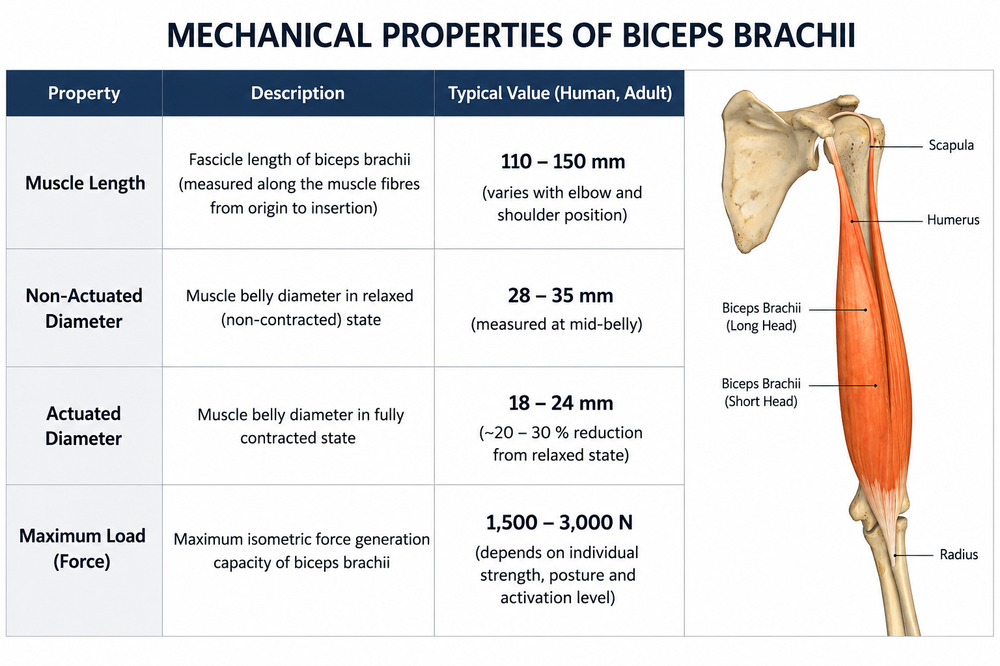 MECHANICAL PROPERTIES OF BICEPS BRACHII
Property
Description
Typical Value (Human, Adult)
Muscle Length
Fascicle length of biceps brachii
(measured along the muscle fibres
from origin to insertion)
110 – 150 mm
(varies with elbow and
shoulder position)
Non-Actuated
Diameter
Muscle belly diameter in relaxed
(non-contracted) state
28 – 35 mm
(measured at mid-belly)
Actuated
Diameter
Muscle belly diameter in fully
contracted state
18 – 24 mm
(~20 – 30 % reduction
from relaxed state)
Maximum Load
(Force)
Maximum isometric force generation
capacity of biceps brachii
1,500 – 3,000 N
(depends on individual
strength, posture and
activation level)
Scapula
Humerus
Biceps Brachii
(Long Head)
Biceps Brachii
(Short Head)
Radius